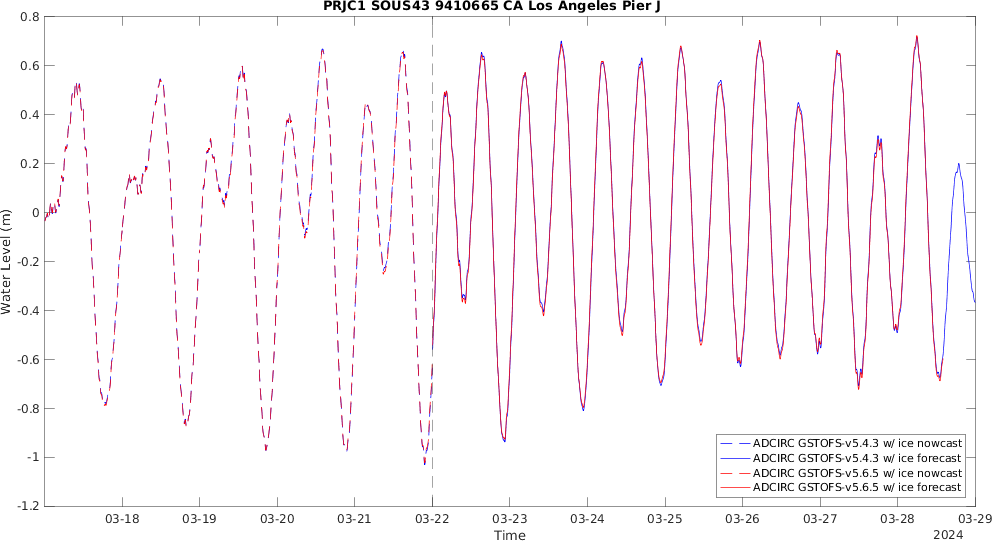 PRJC1 SOUS43 9410665 CA Los Angeles Pier J
Water Level (m)
0.8
0.6
0.4
0.2
0
-0.2
-0.4
-0.6
-0.8
-1
-1.2
ADCIRC GSTOFS-v5.4.3 w/ ice nowcast
ADCIRC GSTOFS-v5.4.3 w/ ice forecast
ADCIRC GSTOFS-v5.6.5 w/ ice nowcast
ADCIRC GSTOFS-v5.6.5 w/ ice forecast
03-18 03-19 03-20 03-21 03-22 03-23 03-24 03-25 03-26 03-27 03-28 03-29
Time
2024